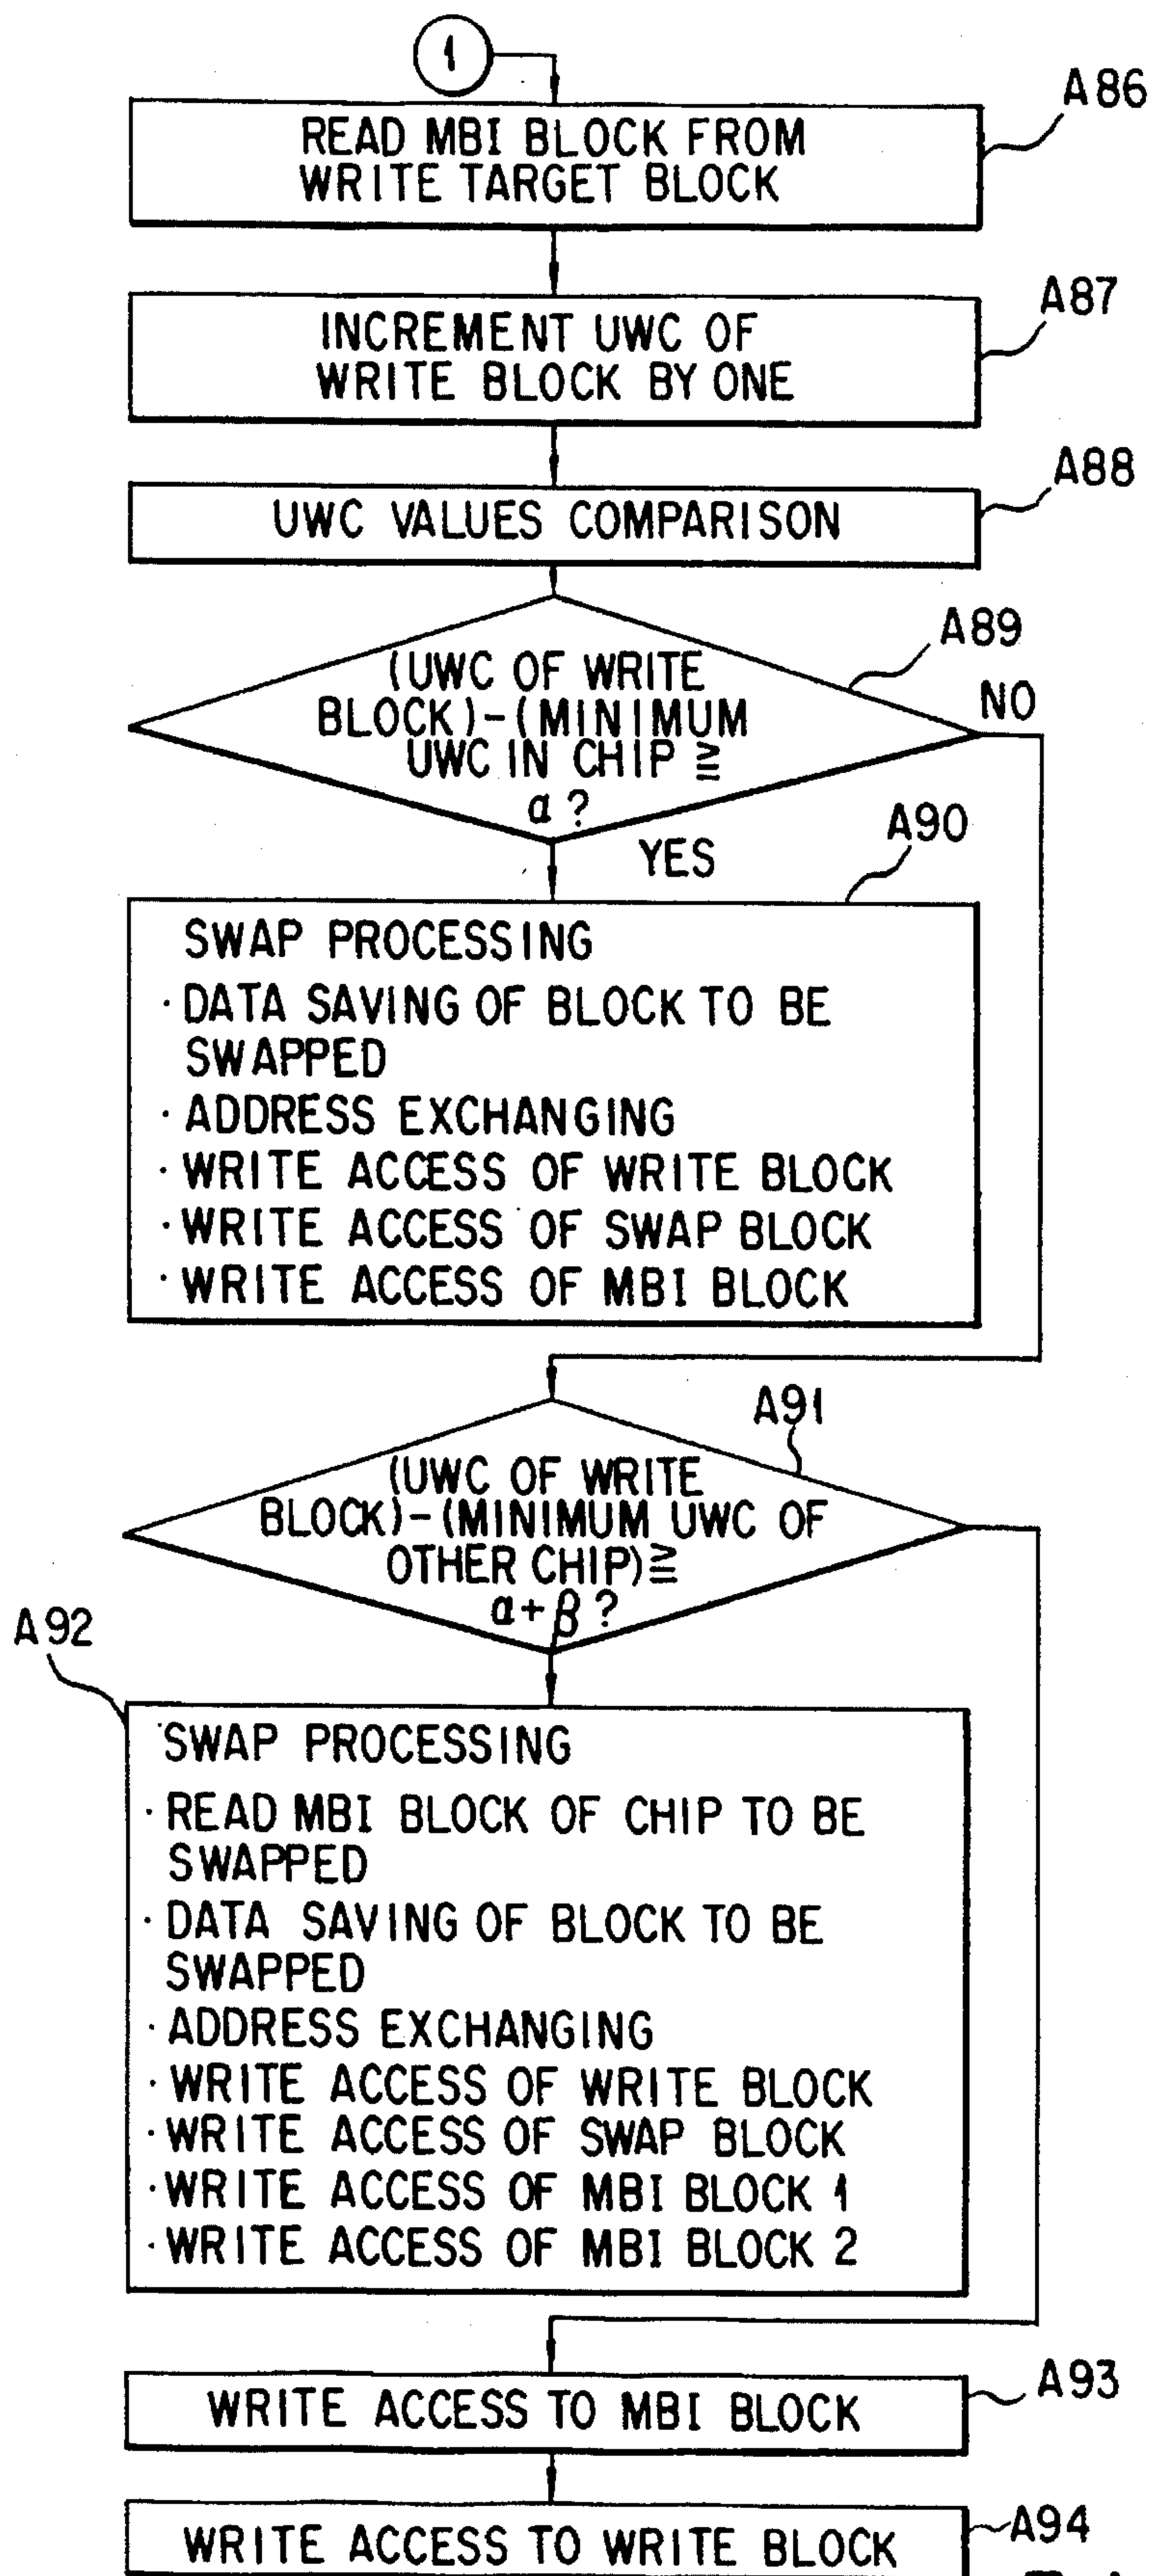 1
A86
READ MBI BLOCK FROM
WRITE TARGET BLOCK
A87
INCREMENT UWC OF
WRITE BLOCK BY ONE
A88
UWC VALUES COMPARISON
A89
(UWC OF WRITE
BLOCK)-(MINIMUM
UWC IN CHIP ≧
α?
NO
YES
A90
SWAP PROCESSING
· DATA SAVING OF BLOCK TO BE
SWAPPED
· ADDRESS EXCHANGING
· WRITE ACCESS OF WRITE BLOCK
· WRITE ACCESS OF SWAP BLOCK
· WRITE ACCESS OF MBI BLOCK
A91
(UWC OF WRITE
BLOCK)-(MINIMUM UWC OF
OTHER CHIP)≧
α+β?
A92
SWAP PROCESSING
· READ MBI BLOCK OF CHIP TO BE
SWAPPED
· DATA SAVING OF BLOCK TO BE
SWAPPED
· ADDRESS EXCHANGING
· WRITE ACCESS OF WRITE BLOCK
· WRITE ACCESS OF SWAP BLOCK
· WRITE ACCESS OF MBI BLOCK 1
· WRITE ACCESS OF MBI BLOCK 2
A93
WRITE ACCESS TO MBI BLOCK
A94
WRITE ACCESS TO WRITE BLOCK